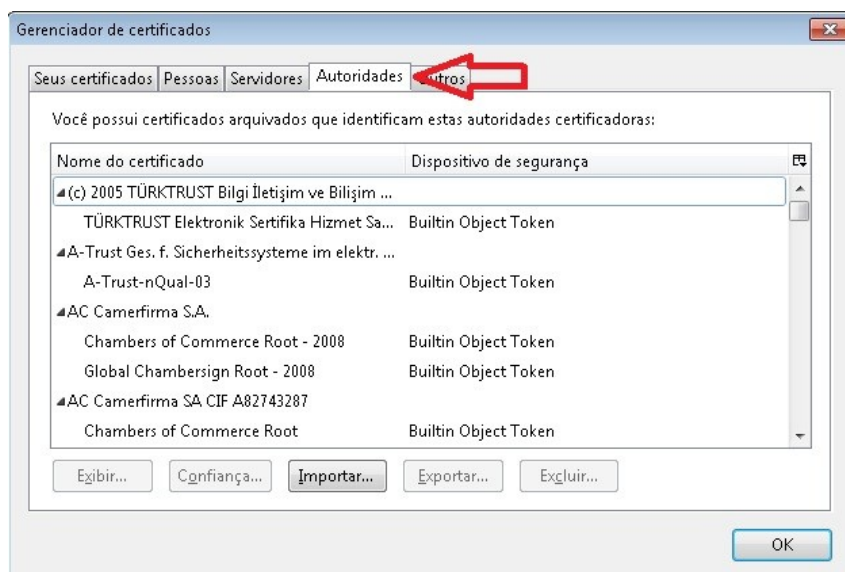 Gerenciador de certificados
Seus certificados Pessoas Servidores Autoridades Outros
Você possui certificados arquivados que identificam estas autoridades certificadoras:
Nome do certificado Dispositivo de segurança
(c) 2005 TÜRKTRUST Bilgi İletişim ve Bilişim ...
TÜRKTRUST Elektronik Sertifika Hizmet Sa... Builtin Object Token
A-Trust Ges. f. Sicherheitssysteme im elektr. ...
A-Trust-nQual-03 Builtin Object Token
AC Camerfirma S.A.
Chambers of Commerce Root - 2008 Builtin Object Token
Global Chambersign Root - 2008 Builtin Object Token
AC Camerfirma SA CIF A82743287
Chambers of Commerce Root Builtin Object Token
Exibir... Confiança... Importar... Exportar... Excluir...
OK